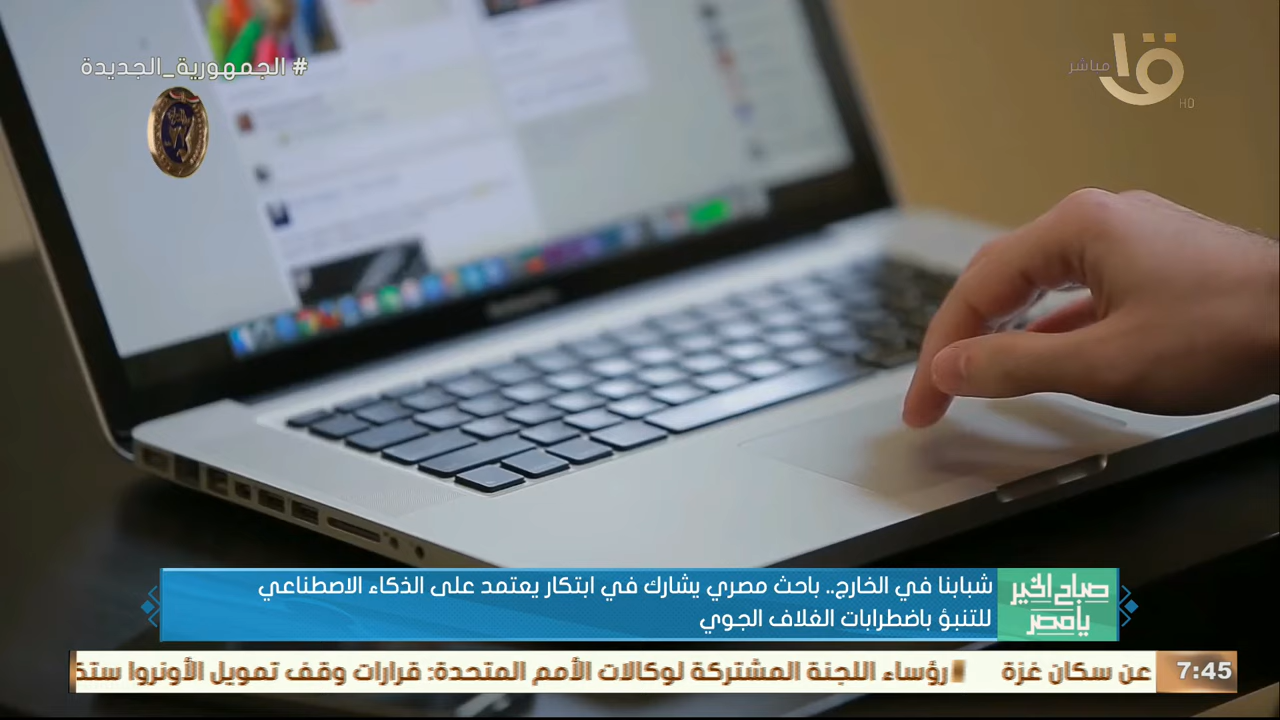 # الجمهورية_الجديدة
مباشر
HD
صباح الخير
يا مصر
شبابنا في الخارج.. باحث مصري يشارك في ابتكار يعتمد على الذكاء الاصطناعي
للتنبؤ باضطرابات الغلاف الجوي
7:45
عن سكان غزة
رؤساء اللجنة المشتركة لوكالات الأمم المتحدة: قرارات وقف تمويل الأونروا